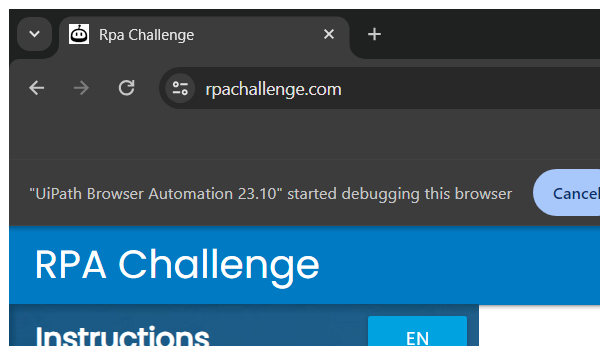 Rpa Challenge
rpachallenge.com
"UiPath Browser Automation 23.10" started debugging this browser
Cancel
RPA Challenge
Instructions
EN